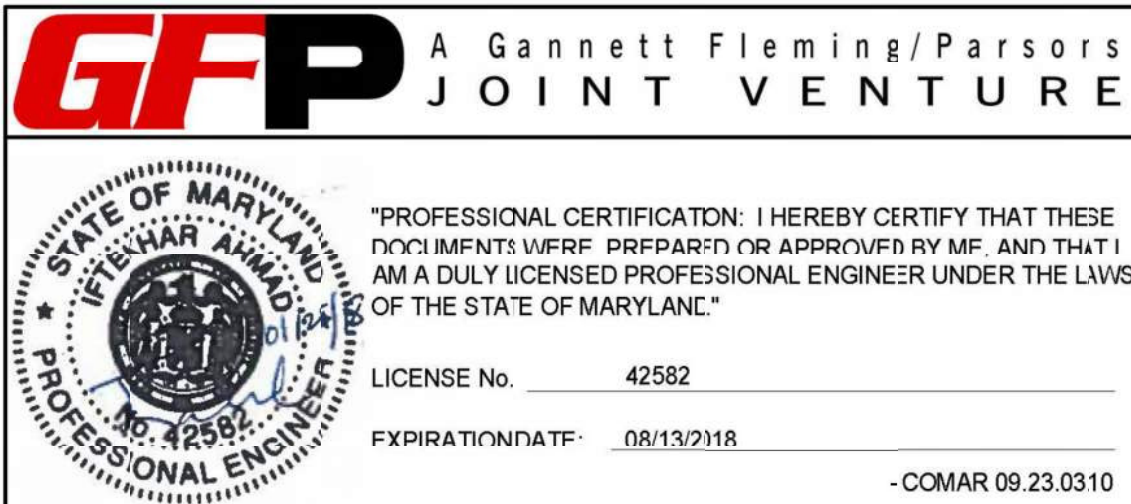 GFP
A Gannett Fleming/Parsors
JOINT VENTURE
STATE OF MARYLAND
IFTEKHAR AHMAD
No. 42582
★ PROFESSIONAL ENGINEER
"PROFESSIONAL CERTIFICATION: I HEREBY CERTIFY THAT THESE
DOCUMENTS WERE PREPARED OR APPROVED BY ME, AND THAT I
AM A DULY LICENSED PROFESSIONAL ENGINEER UNDER THE LAWS
OF THE STATE OF MARYLAND."
LICENSE No. 42582
EXPIRATIONDATE: 08/13/2018
- COMAR 09.23.0310